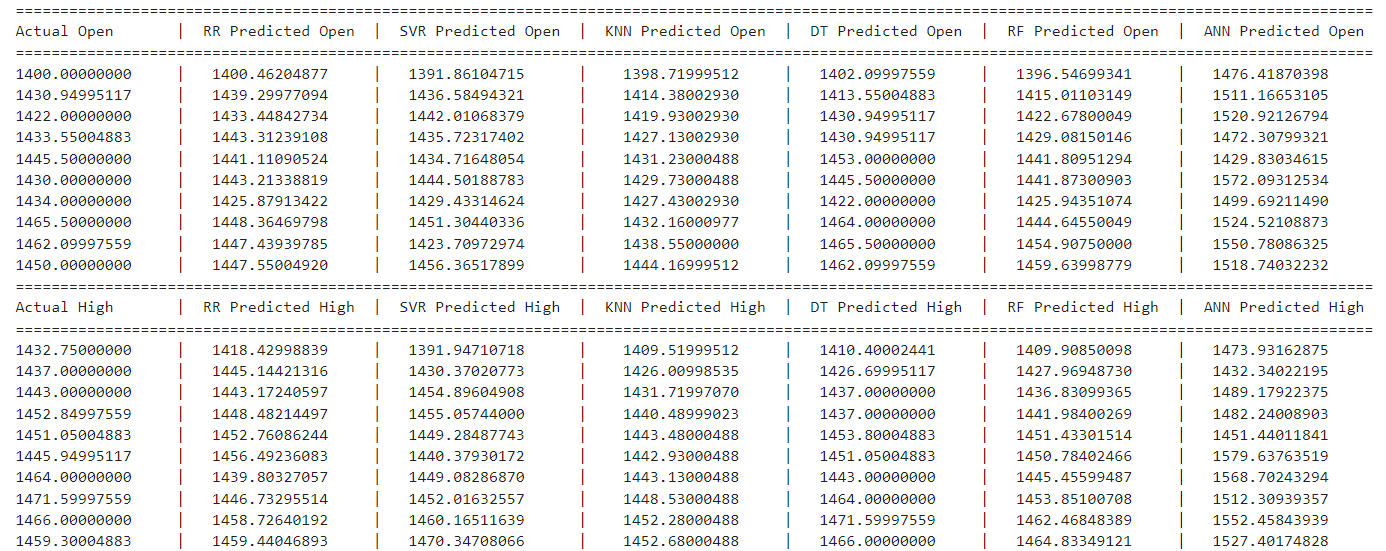 Actual Open | RR Predicted Open | SVR Predicted Open | KNN Predicted Open | DT Predicted Open | RF Predicted Open | ANN Predicted Open
1400.00000000 | 1400.46204877 | 1391.86104715 | 1398.71999512 | 1402.09997559 | 1396.54699341 | 1476.41870398
1430.94995117 | 1439.29977094 | 1436.58494321 | 1414.38002930 | 1413.55004883 | 1415.01103149 | 1511.16653105
1422.00000000 | 1433.44842734 | 1442.01068379 | 1419.93002930 | 1430.94995117 | 1422.67800049 | 1520.92126794
1433.55004883 | 1443.31239108 | 1435.72317402 | 1427.13002930 | 1430.94995117 | 1429.08150146 | 1472.30799321
1445.50000000 | 1441.11090524 | 1434.71648054 | 1431.23000488 | 1453.00000000 | 1441.80951294 | 1429.83034615
1430.00000000 | 1443.21338819 | 1444.50188783 | 1429.73000488 | 1445.50000000 | 1441.87300903 | 1572.09312534
1434.00000000 | 1425.87913422 | 1429.43314624 | 1427.43002930 | 1422.00000000 | 1425.94351074 | 1499.69211490
1465.50000000 | 1448.36469798 | 1451.30440336 | 1432.16000977 | 1464.00000000 | 1444.64550049 | 1524.52108873
1462.09997559 | 1447.43939785 | 1423.70972974 | 1438.55000000 | 1465.50000000 | 1454.90750000 | 1550.78086325
1450.00000000 | 1447.55004920 | 1456.36517899 | 1444.16999512 | 1462.09997559 | 1459.63998779 | 1518.74032232
Actual High | RR Predicted High | SVR Predicted High | KNN Predicted High | DT Predicted High | RF Predicted High | ANN Predicted High
1432.75000000 | 1418.42998839 | 1391.94710718 | 1409.51999512 | 1410.40002441 | 1409.90850098 | 1473.93162875
1437.00000000 | 1445.14421316 | 1430.37020773 | 1426.00998535 | 1426.69995117 | 1427.96948730 | 1432.34022195
1443.00000000 | 1443.17240597 | 1454.89604908 | 1431.71997070 | 1437.00000000 | 1436.83099365 | 1489.17922375
1452.84997559 | 1448.48214497 | 1455.05744000 | 1440.48999023 | 1437.00000000 | 1441.98400269 | 1482.24008903
1451.05004883 | 1452.76086244 | 1449.28487743 | 1443.48000488 | 1453.80004883 | 1451.43301514 | 1451.44011841
1445.94995117 | 1456.49236083 | 1440.37930172 | 1442.93000488 | 1451.05004883 | 1450.78402466 | 1579.63763519
1464.00000000 | 1439.80327057 | 1449.08286870 | 1443.13000488 | 1443.00000000 | 1445.45599487 | 1568.70243294
1471.59997559 | 1446.73295514 | 1452.01632557 | 1448.53000488 | 1464.00000000 | 1453.85100708 | 1512.30939357
1466.00000000 | 1458.72640192 | 1460.16511639 | 1452.28000488 | 1471.59997559 | 1462.46848389 | 1552.45843939
1459.30004883 | 1459.44046893 | 1470.34708066 | 1452.68000488 | 1466.00000000 | 1464.83349121 | 1527.40174828